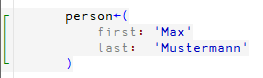 person←(
first: 'Max'
last: 'Mustermann'
)